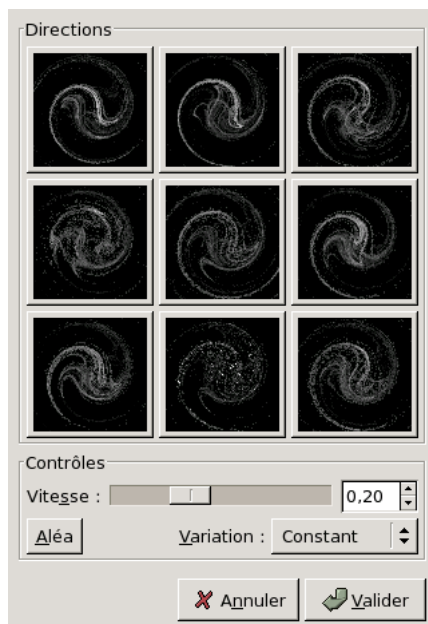 Directions
Contrôles
Vitesse : 0,20
Aléa Variation : Constant
Annuler Valider